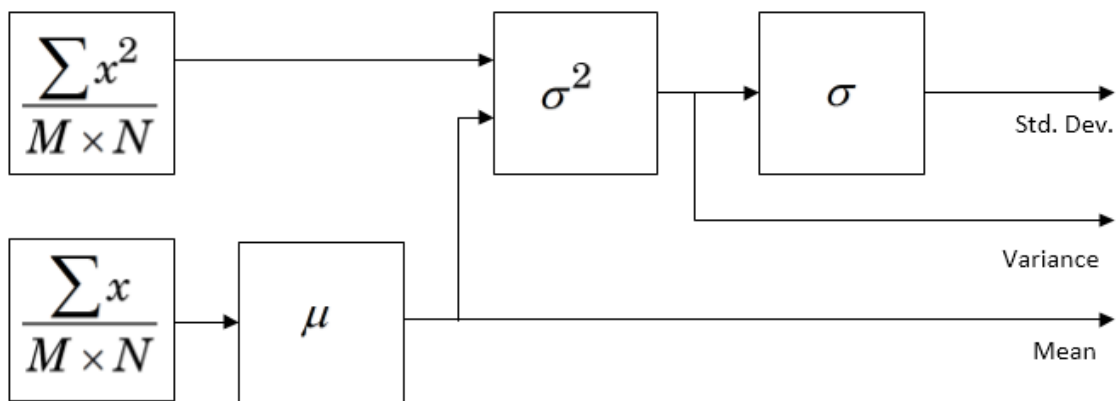 ∑x²
M × N
σ²
σ
Std. Dev.
Variance
∑x
M × N
μ
Mean